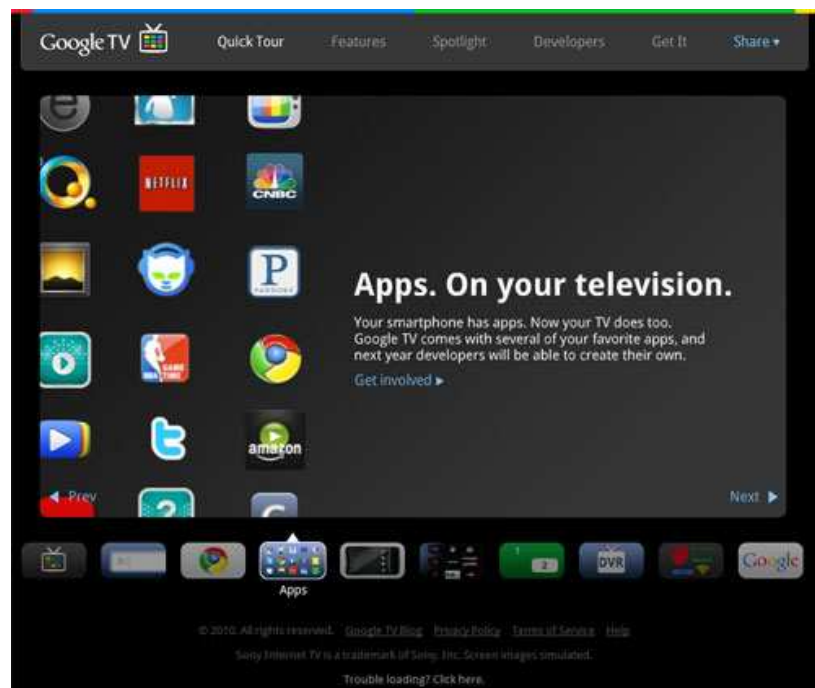 Google TV Quick Tour Features Spotlight Developers Get It Share
NETFLIX CNBC
P
PANDORA
GAME TIME
amazon
Apps. On your television.
Your smartphone has apps. Now your TV does too.
Google TV comes with several of your favorite apps, and
next year developers will be able to create their own.
Get involved
Prev Next
DVR Google
Apps
© 2010. All rights reserved. Google TV Blog Privacy Policy Terms of Service Help
Sony Internet TV is a trademark of Sony, Inc. Screen images simulated.
Trouble loading? Click here.